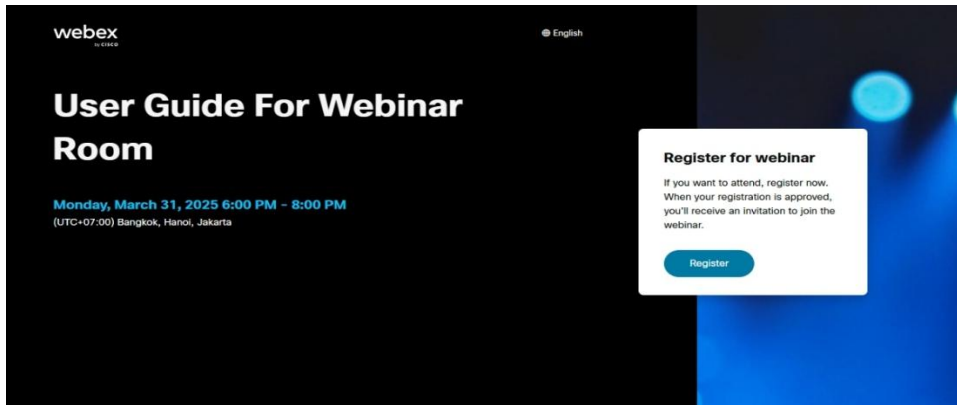 webex
by CISCO
English
User Guide For Webinar
Room
Monday, March 31, 2025 6:00 PM - 8:00 PM
(UTC+07:00) Bangkok, Hanoi, Jakarta
Register for webinar
If you want to attend, register now.
When your registration is approved,
you'll receive an invitation to join the
webinar.
Register